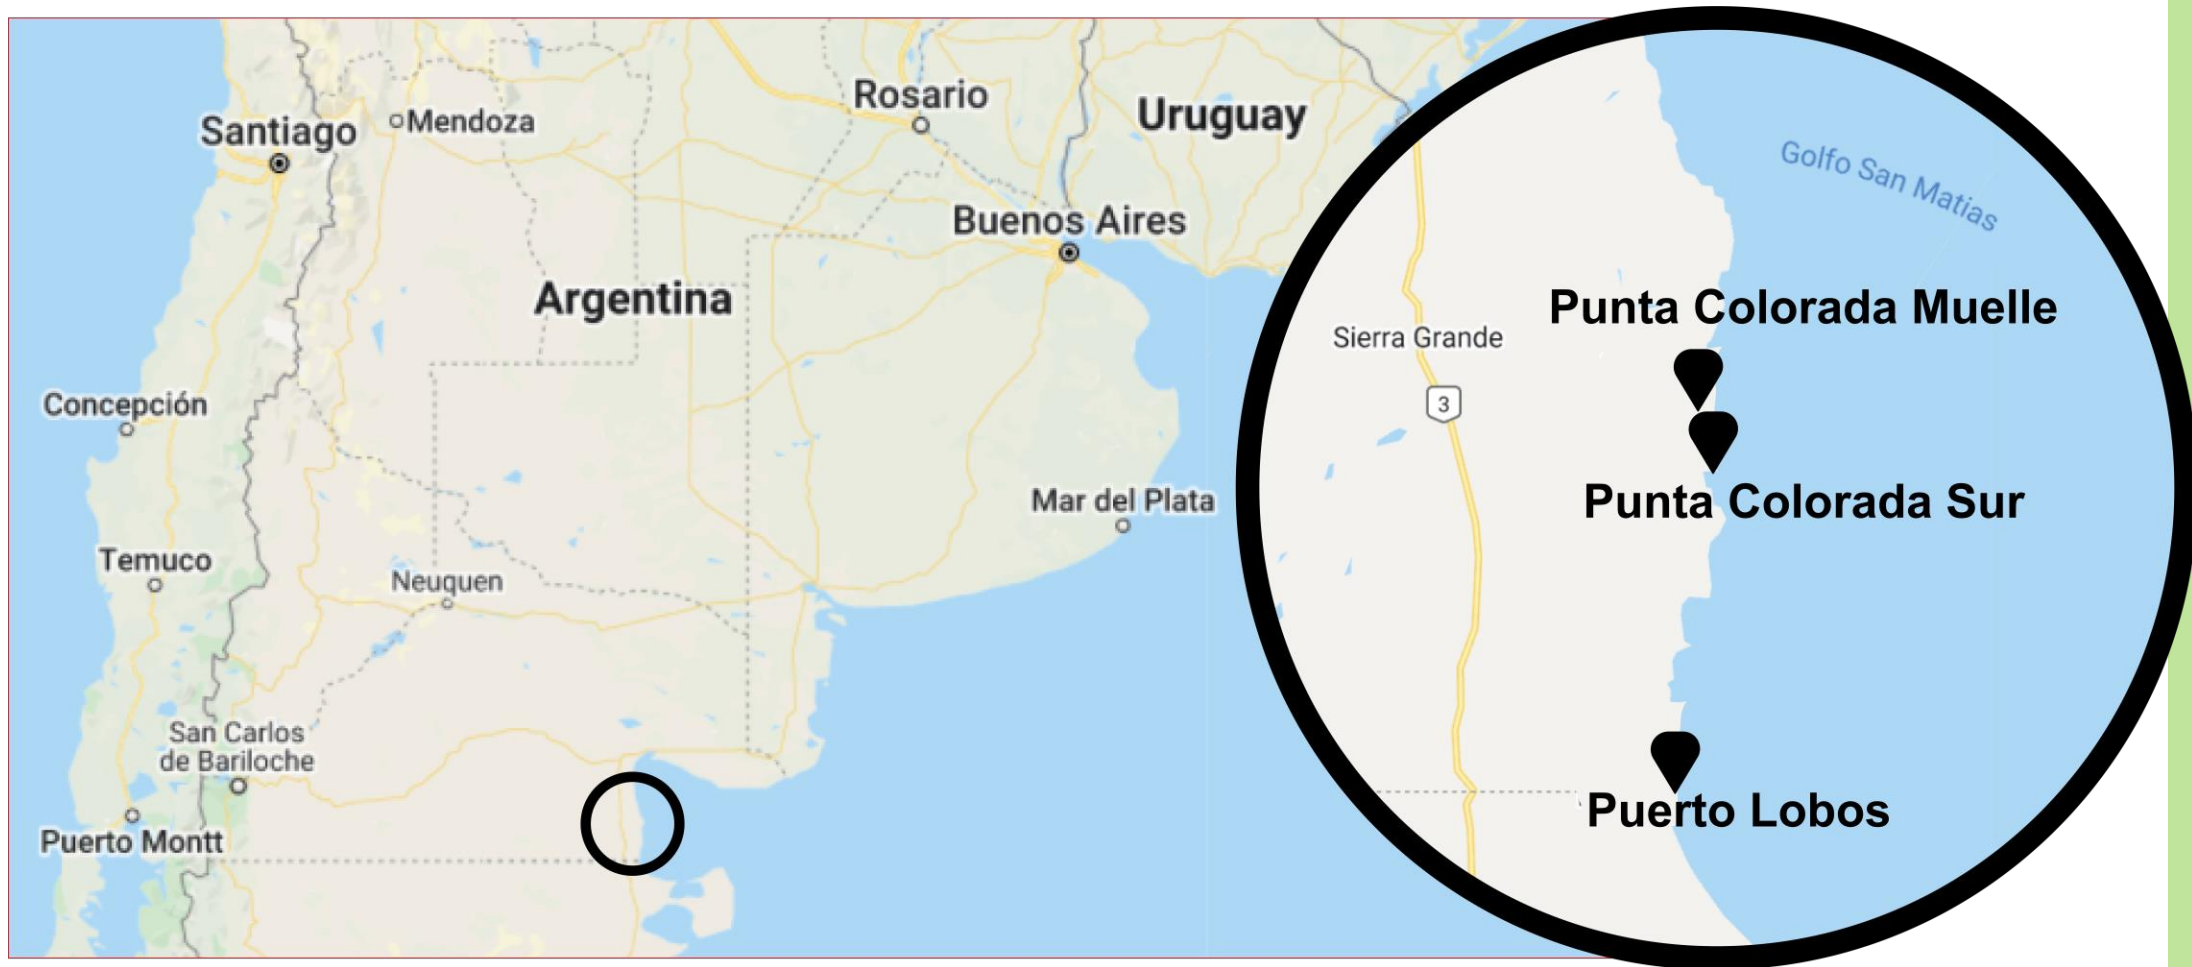 Rosario
Uruguay
Santiago
Mendoza
Buenos Aires
Argentina
Concepción
Mar del Plata
Temuco
Neuquen
San Carlos
de Bariloche
Puerto Montt
Golfo San Matias
Punta Colorada Muelle
Sierra Grande
3
Punta Colorada Sur
Puerto Lobos